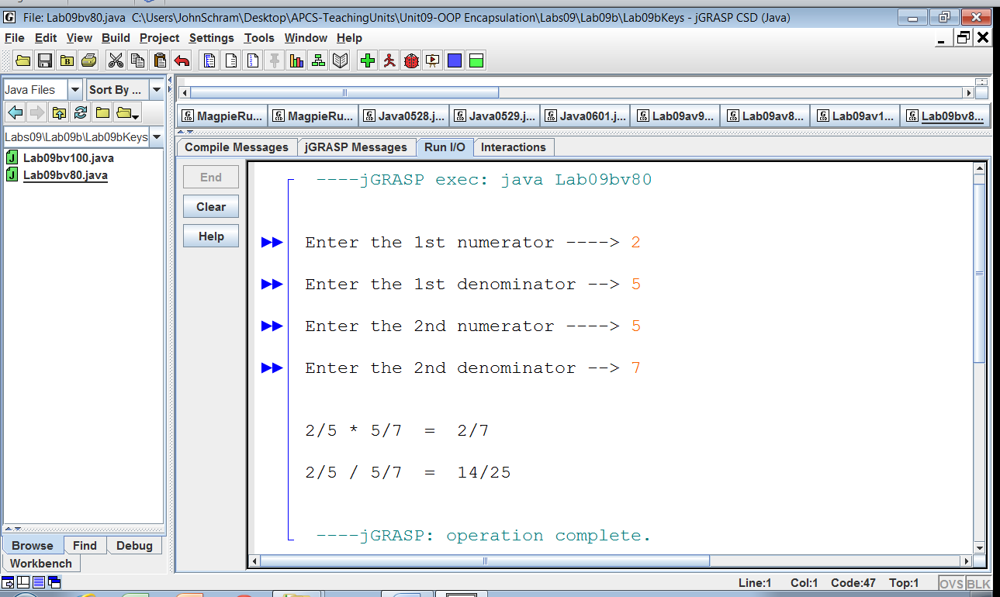 File: Lab09bv80.java  C:\Users\JohnSchram\Desktop\APCS-TeachingUnits\Unit09-OOP Encapsulation\Labs09\Lab09b\Lab09bKeys - jGRASP CSD (Java)
File Edit View Build Project Settings Tools Window Help
Java Files Sort By ...
MagpieRu... MagpieRu... Java0528.j... Java0529.j... Java0601.j... Lab09av9... Lab09av8... Lab09av1... Lab09bv8...
Labs09\Lab09b\Lab09bKeys
Compile Messages jGRASP Messages Run I/O Interactions
Lab09bv100.java
Lab09bv80.java
End
Clear
Help
----jGRASP exec: java Lab09bv80
Enter the 1st numerator ----> 2
Enter the 1st denominator --> 5
Enter the 2nd numerator ----> 5
Enter the 2nd denominator --> 7
2/5 * 5/7  =  2/7
2/5 / 5/7  =  14/25
----jGRASP: operation complete.
Browse Find Debug
Workbench
Line:1 Col:1 Code:47 Top:1 OVS BLK